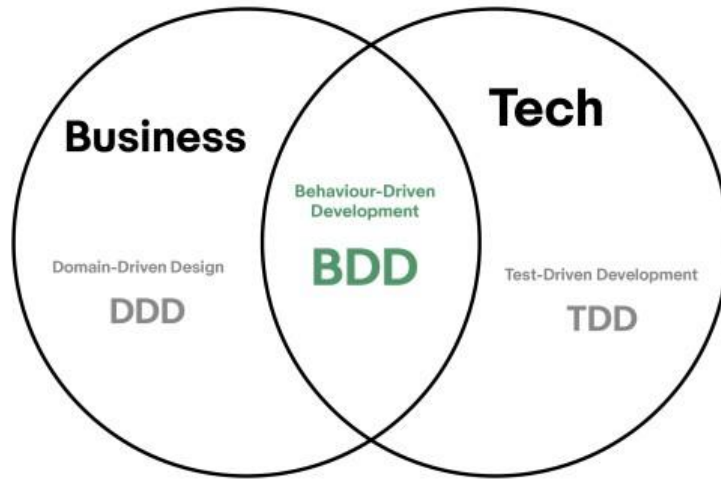 Business
Tech
Behaviour-Driven
Development
BDD
Domain-Driven Design
DDD
Test-Driven Development
TDD